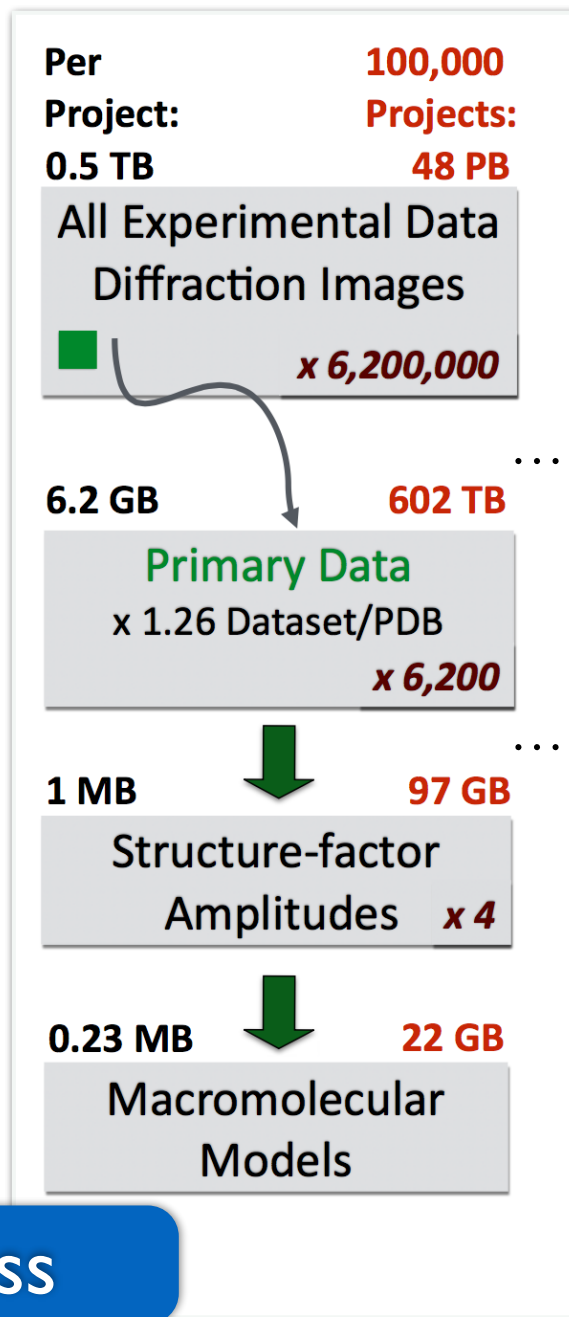 Per 100,000
Project: Projects:
0.5 TB 48 PB
All Experimental Data
Diffraction Images
x 6,200,000
...
6.2 GB 602 TB
Primary Data
x 1.26 Dataset/PDB
x 6,200
...
1 MB 97 GB
Structure-factor
Amplitudes x 4
0.23 MB 22 GB
Macromolecular
Models
ss